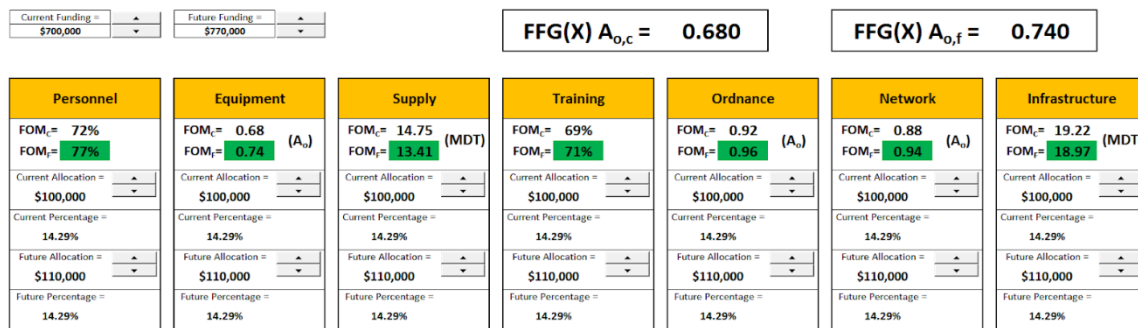 Current Funding =
$700,000
Future Funding =
$770,000
FFG(X) Ao,c = 0.680
FFG(X) Ao,f = 0.740
Personnel
FOMC= 72%
FOMF= 77%
Current Allocation =
$100,000
Current Percentage =
14.29%
Future Allocation =
$110,000
Future Percentage =
14.29%
Equipment
FOMC= 0.68
FOMF= 0.74
(Ao)
Current Allocation =
$100,000
Current Percentage =
14.29%
Future Allocation =
$110,000
Future Percentage =
14.29%
Supply
FOMC= 14.75
FOMF= 13.41
(MDT)
Current Allocation =
$100,000
Current Percentage =
14.29%
Future Allocation =
$110,000
Future Percentage =
14.29%
Training
FOMC= 69%
FOMF= 71%
Current Allocation =
$100,000
Current Percentage =
14.29%
Future Allocation =
$110,000
Future Percentage =
14.29%
Ordnance
FOMC= 0.92
FOMF= 0.96
(Ao)
Current Allocation =
$100,000
Current Percentage =
14.29%
Future Allocation =
$110,000
Future Percentage =
14.29%
Network
FOMC= 0.88
FOMF= 0.94
(Ao)
Current Allocation =
$100,000
Current Percentage =
14.29%
Future Allocation =
$110,000
Future Percentage =
14.29%
Infrastructure
FOMC= 19.22
FOMF= 18.97
(MDT
Current Allocation =
$100,000
Current Percentage =
14.29%
Future Allocation =
$110,000
Future Percentage =
14.29%